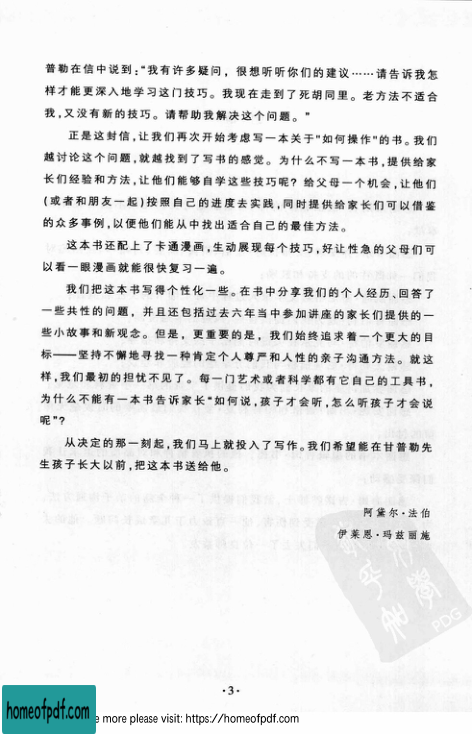 普勒在信中说到：“我有许多疑问，很想听听你们的建议……请告诉我怎
样才能更深入地学习这门技巧。我现在走到了死胡同里。老方法不适合
我，又没有新的技巧。请帮助我解决这个问题。”
正是这封信，让我们再次开始考虑写一本关于“如何操作”的书。我们
越讨论这个问题，就越找到了写书的感觉。为什么不写一本书，提供给家
长们经验和方法，让他们能够自学这些技巧呢？给父母一个机会，让他们
（或者和朋友一起）按照自己的进度去实践，同时提供给家长们可以借鉴
的众多事例，以便他们能从中找出适合自己的最佳方法。
这本书还配上了卡通漫画，生动展现每个技巧，好让性急的父母们可
以看一眼漫画就能很快复习一遍。
我们把这本书写得个性化一些。在书中分享我们的个人经历、回答了
一些共性的问题，并且还包括过去六年当中参加讲座的家长们提供的一
些小故事和新观念。但是，更重要的是，我们始终追求着一个更大的目
标——坚持不懈地寻找一种肯定个人尊严和人性的亲子沟通方法。就这
样，我们最初的担忧不见了。每一门艺术或者科学都有它自己的工具书，
为什么不能有一本书告诉家长“如何说，孩子才会听，怎么听孩子才会说
呢”？
从决定的那一刻起，我们马上就投入了写作。我们希望能在甘普勒先
生孩子长大以前，把这本书送给他。
阿黛尔·法伯
伊莱恩·玛兹丽施
PDG
·3·
homeofpdf.com
e more please visit: https://homeofpdf.com